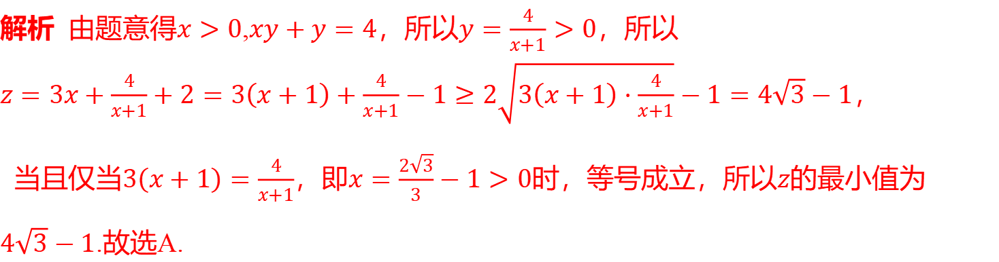 解析 由题意得x > 0,xy + y = 4，所以y = \frac{4}{x+1} > 0，所以
z = 3x + \frac{4}{x+1} + 2 = 3(x + 1) + \frac{4}{x+1} − 1 ≥ 2\sqrt{3(x + 1) · \frac{4}{x+1}} − 1 = 4\sqrt{3} − 1，
当且仅当3(x + 1) = \frac{4}{x+1}，即x = \frac{2\sqrt{3}}{3} − 1 > 0时，等号成立，所以z的最小值为
4\sqrt{3} − 1.故选A.